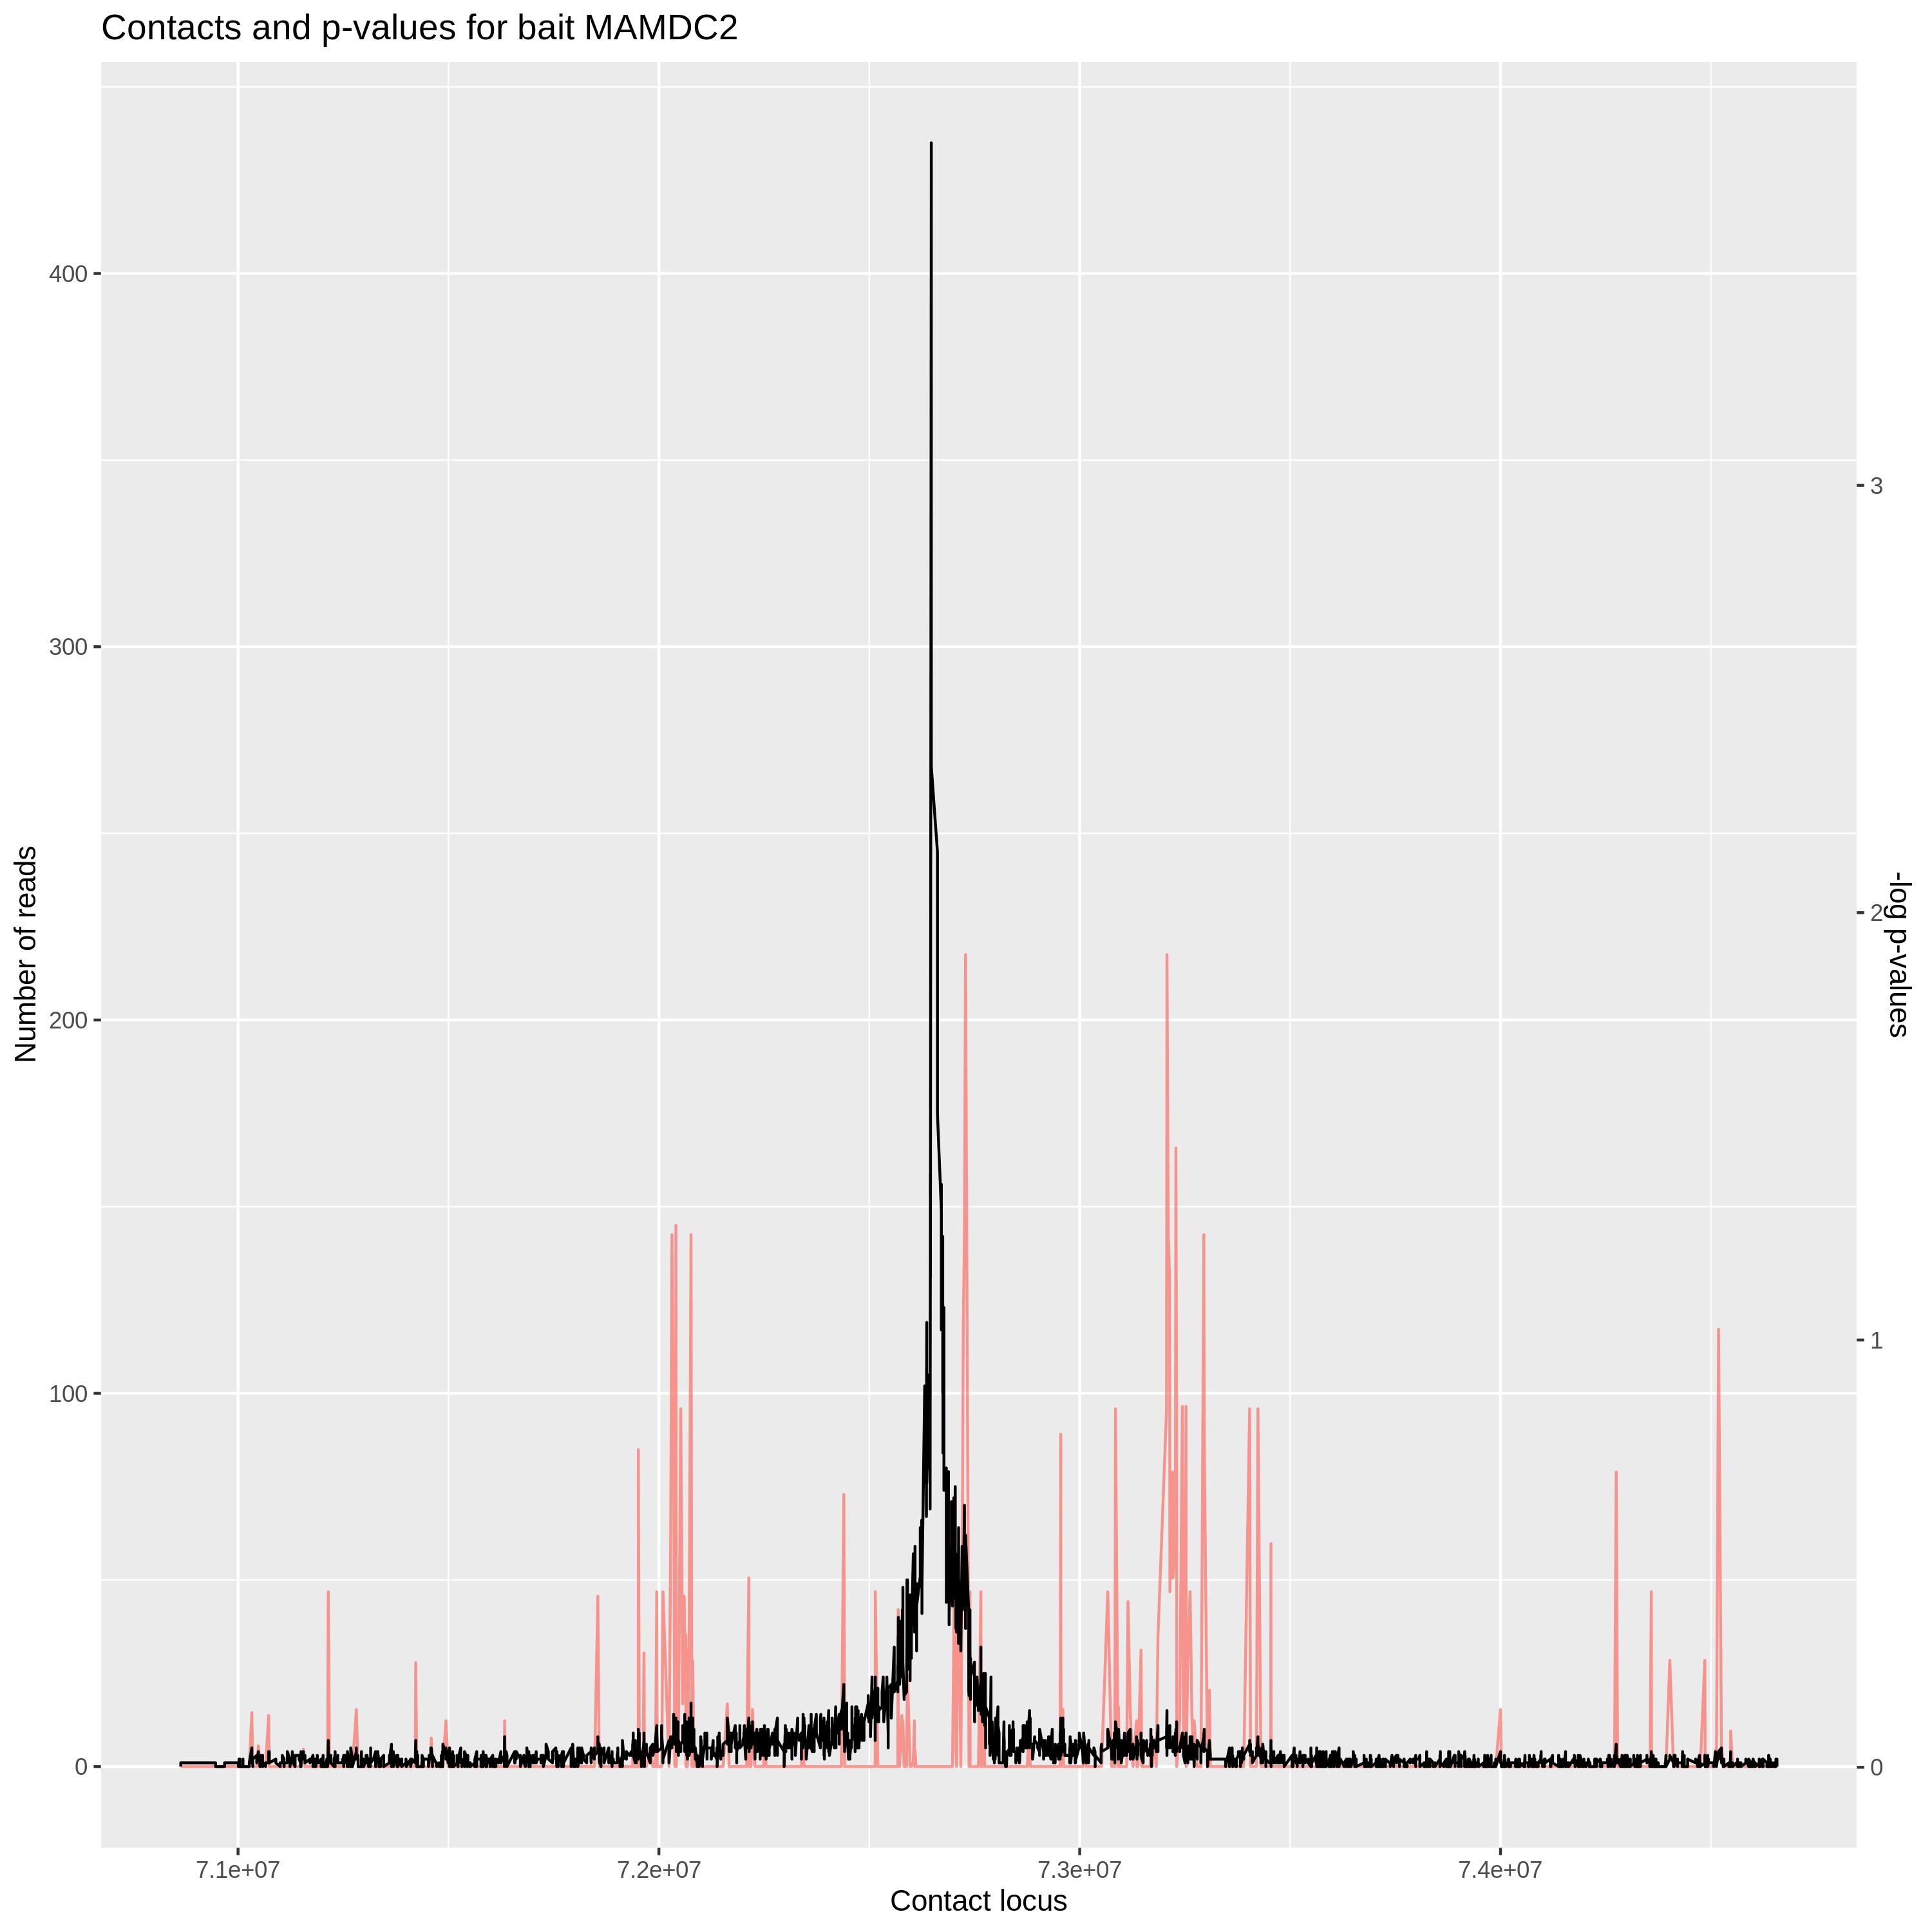 Contacts and p-values for bait MAMDC2
400
300
200
100
0
Number of reads
3
2
1
0
-log p-values
7.1e+07
7.2e+07
7.3e+07
7.4e+07
Contact locus